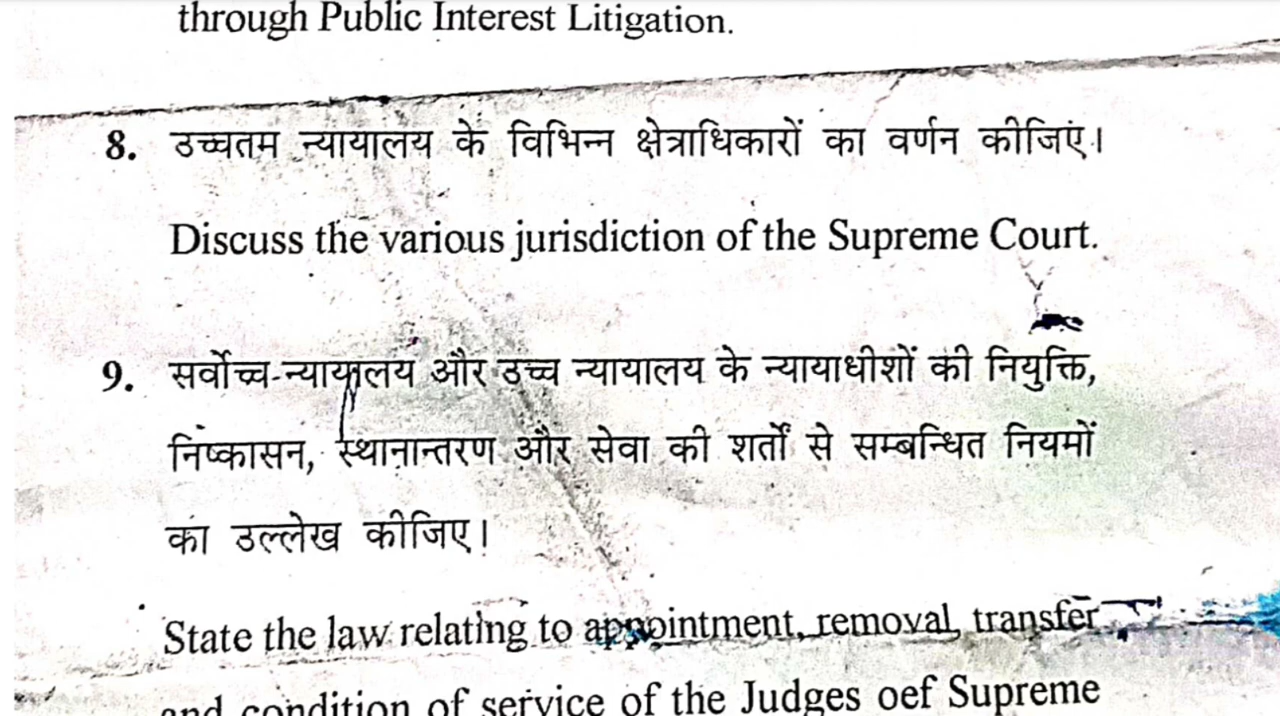 through Public Interest Litigation.
8. उच्चतम न्यायालय के विभिन्न क्षेत्राधिकारों का वर्णन कीजिए।
Discuss the various jurisdiction of the Supreme Court.
9. सर्वोच्च-न्यायालय और उच्च न्यायालय के न्यायाधीशों की नियुक्ति,
निष्कासन, स्थानान्तरण और सेवा की शर्तों से सम्बन्धित नियमों
का उल्लेख कीजिए।
State the law relating to appointment, removal, transfer
and condition of service of the Judges oef Supreme